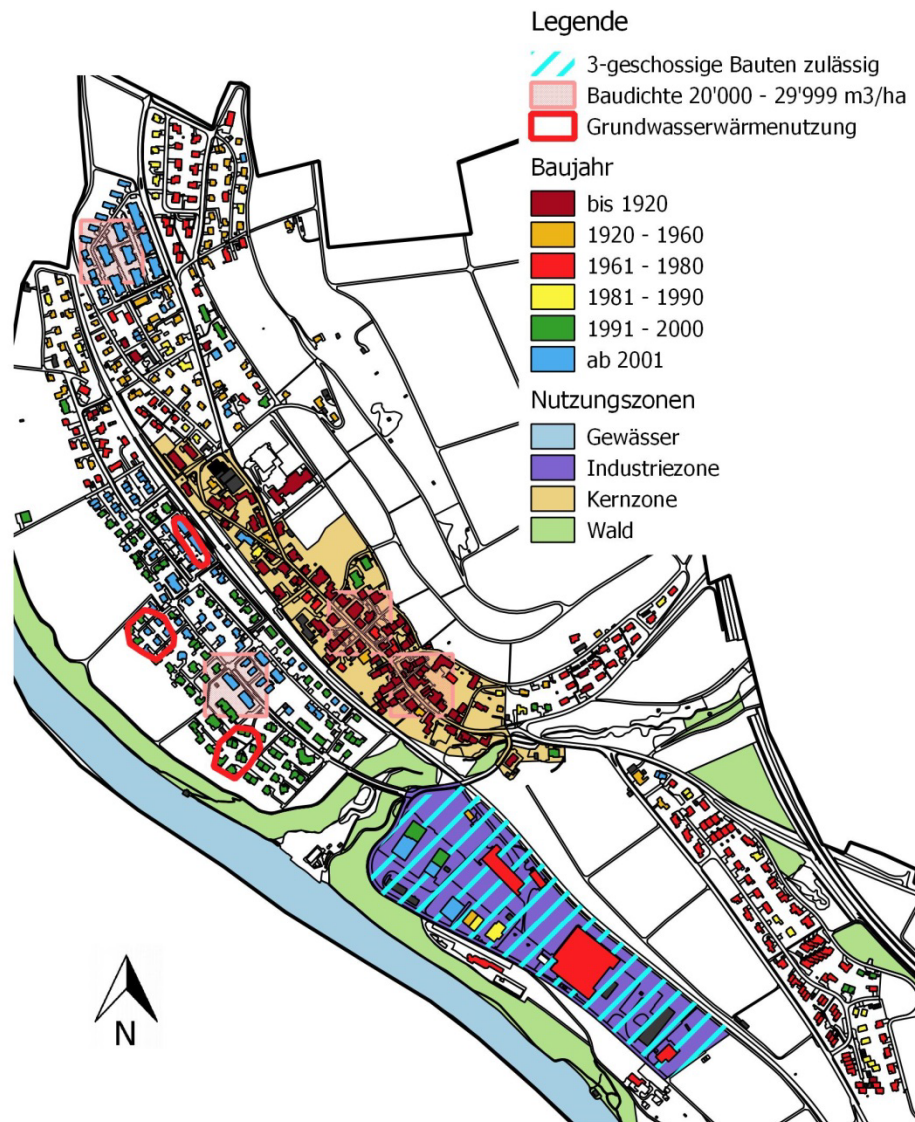 Legende
3-geschossige Bauten zulässig
Baudichte 20'000 - 29'999 m3/ha
Grundwasserwärmenutzung
Baujahr
bis 1920
1920 - 1960
1961 - 1980
1981 - 1990
1991 - 2000
ab 2001
Nutzungszonen
Gewässer
Industriezone
Kernzone
Wald
N